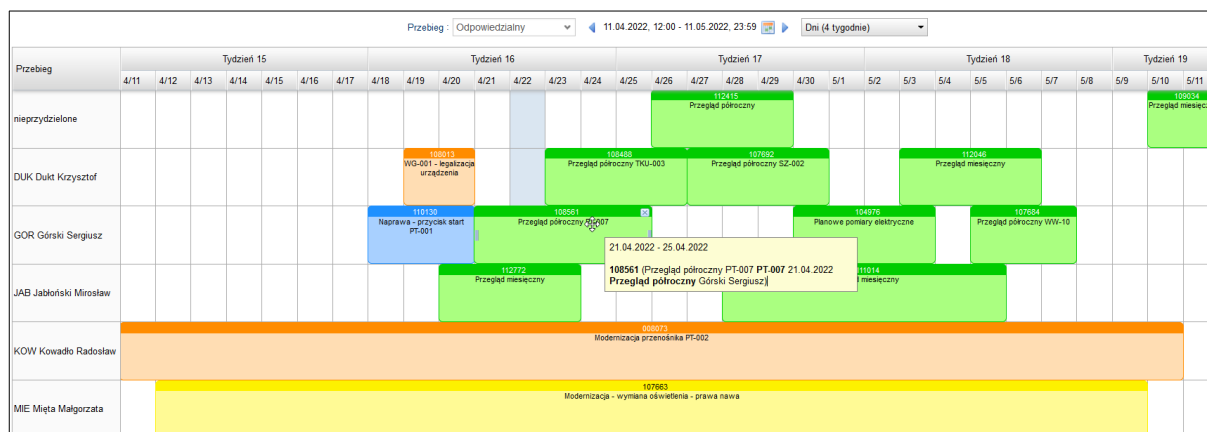 Przebieg : Odpowiedzialny 11.04.2022, 12:00 - 11.05.2022, 23:59 Dni (4 tygodnie)
Przebieg Tydzień 15 Tydzień 16 Tydzień 17 Tydzień 18 Tydzień 19
4/11 4/12 4/13 4/14 4/15 4/16 4/17 4/18 4/19 4/20 4/21 4/22 4/23 4/24 4/25 4/26 4/27 4/28 4/29 4/30 5/1 5/2 5/3 5/4 5/5 5/6 5/7 5/8 5/9 5/10 5/11
nieprzydzielone
112415
Przegląd półroczny
109034
Przegląd miesięcz
DUK Dukt Krzysztof
108013
WG-001 - legalizacja
urządzenia
108488
Przegląd półroczny TKU-003
107692
Przegląd półroczny SZ-002
112046
Przegląd miesięczny
GOR Górski Sergiusz
110130
Naprawa - przycisk start
PT-001
108561
Przegląd półroczny PT-007
104976
Planowe pomiary elektryczne
107684
Przegląd półroczny WW-10
21.04.2022 - 25.04.2022
108561 (Przegląd półroczny PT-007 PT-007 21.04.2022
Przegląd półroczny Górski Sergiusz)
JAB Jabłoński Mirosław
112772
Przegląd miesięczny
111014
miesięczny
KOW Kowadło Radosław
008073
Modernizacja przenośnika PT-002
MIE Mięta Małgorzata
107663
Modernizacja - wymiana oświetlenia - prawa nawa